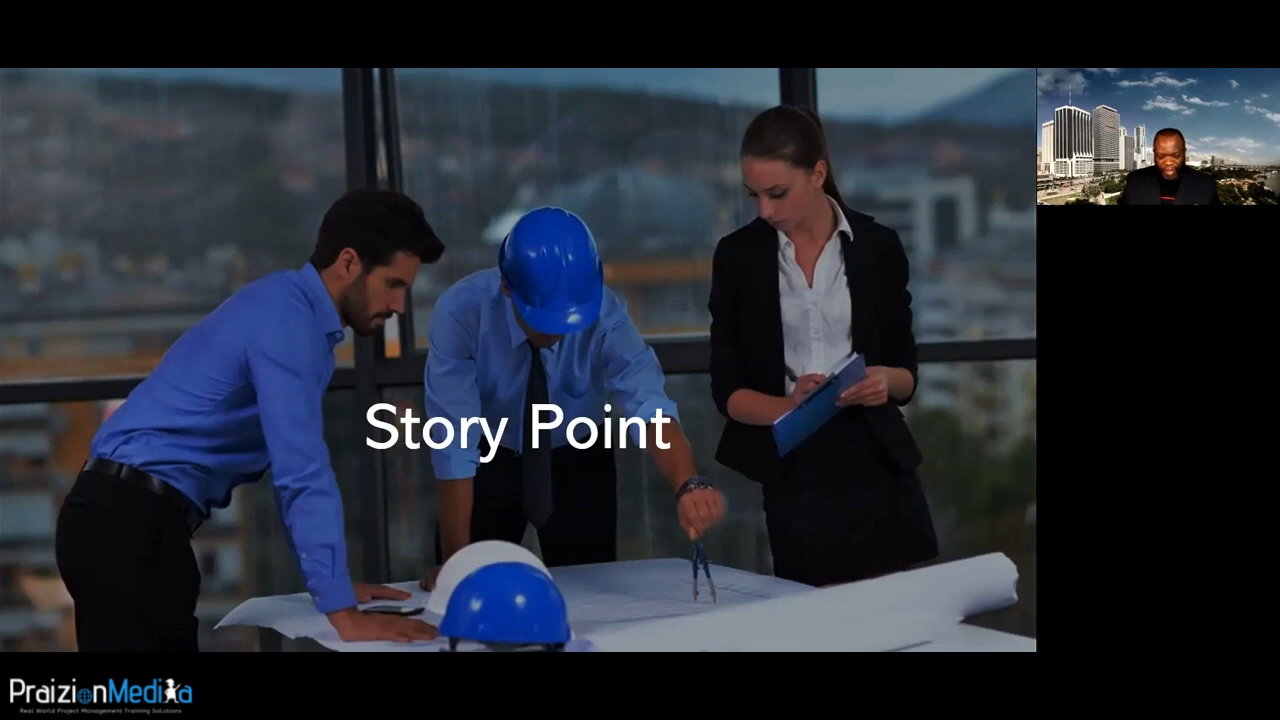 Story Point
PraizionMedia
Real World Project Management Training Solutions